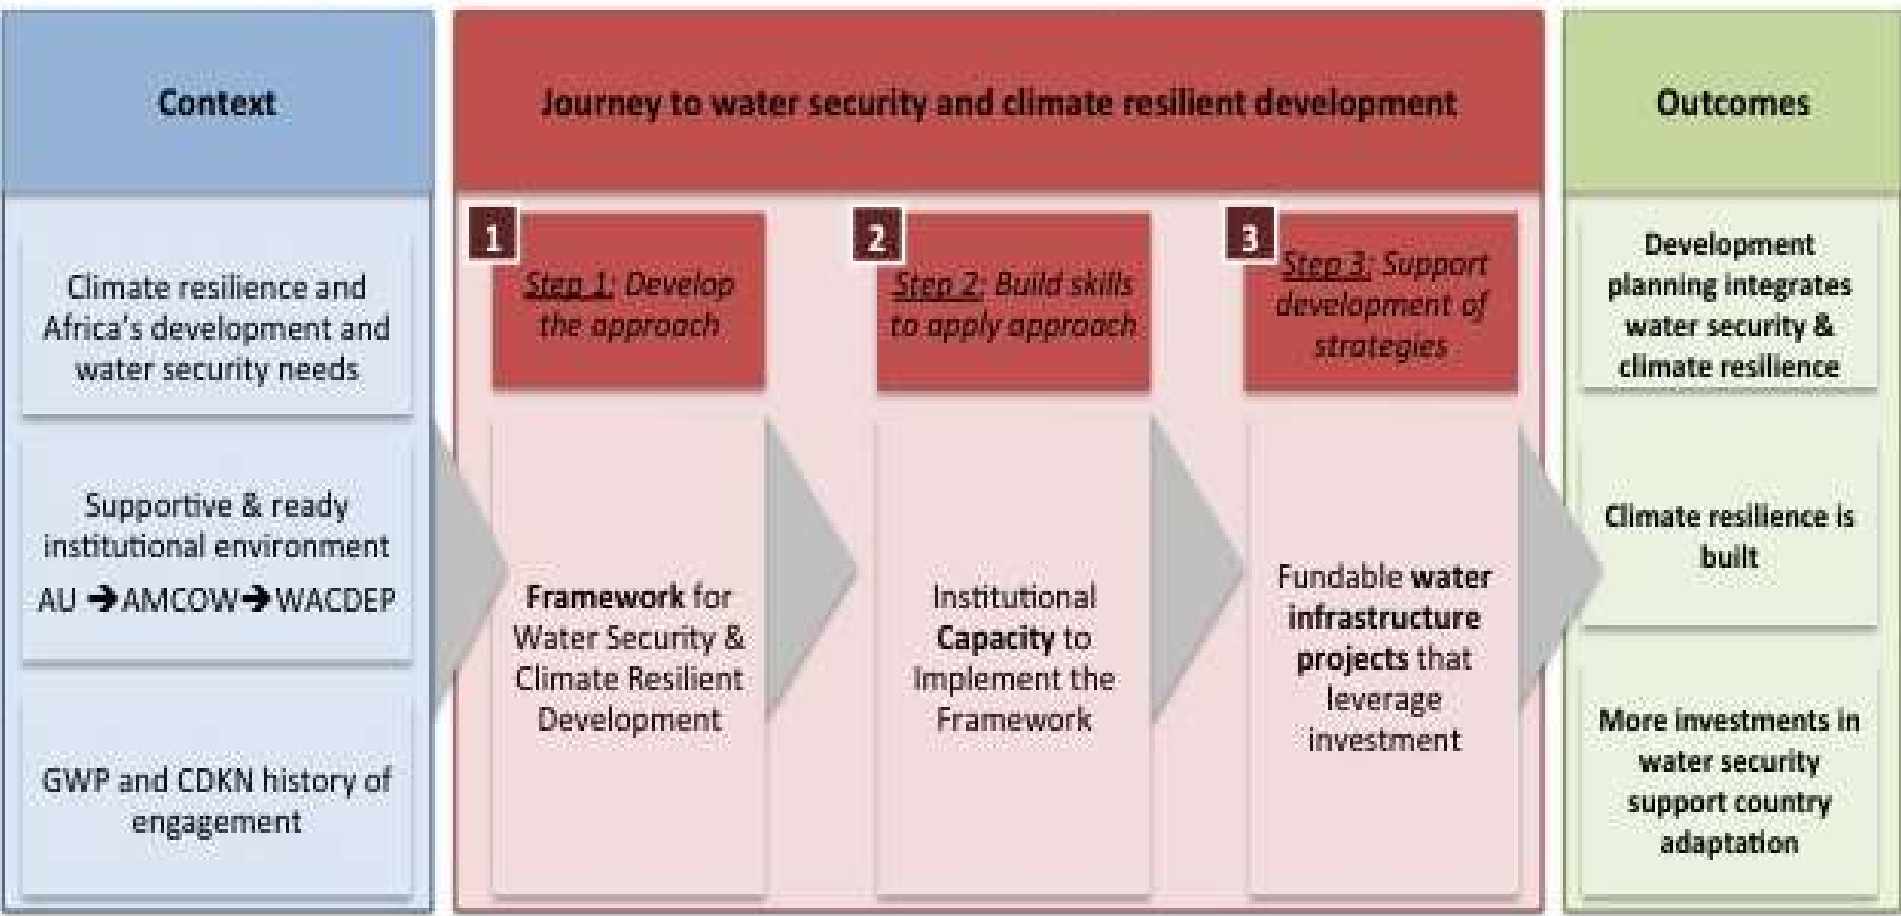 Context
Climate resilience and
Africa's development and
water security needs
Supportive & ready
institutional environment
AU ➔AMCOW➔WACDEP
GWP and CDKN history of
engagement
Journey to water security and climate resilient development
1
Step 1: Develop
the approach
Framework for
Water Security &
Climate Resilient
Development
2
Step 2: Build skills
to apply approach
Institutional
Capacity to
Implement the
Framework
3
Step 3: Support
development of
strategies
Fundable water
infrastructure
projects that
leverage
investment
Outcomes
Development
planning integrates
water security &
climate resilience
Climate resilience is
built
More investments in
water security
support country
adaptation